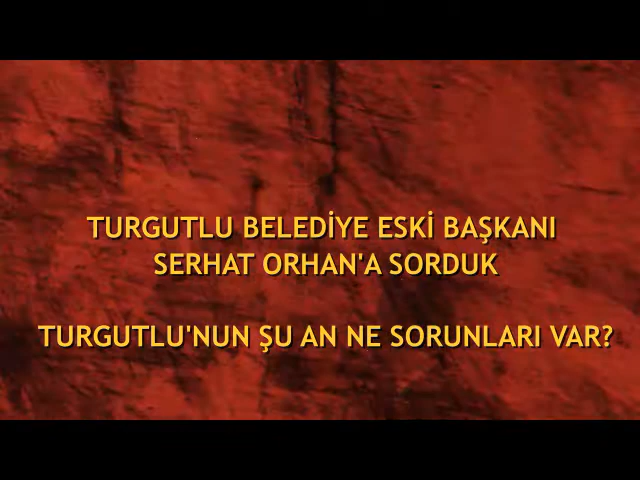 TURGUTLU BELEDİYE ESKİ BAŞKANI
SERHAT ORHAN'A SORDUK
TURGUTLU'NUN ŞU AN NE SORUNLARI VAR?